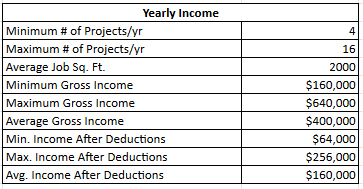 Yearly Income
Minimum # of Projects/yr 4
Maximum # of Projects/yr 16
Average Job Sq. Ft. 2000
Minimum Gross Income $160,000
Maximum Gross Income $640,000
Average Gross Income $400,000
Min. Income After Deductions $64,000
Max. Income After Deductions $256,000
Avg. Income After Deductions $160,000